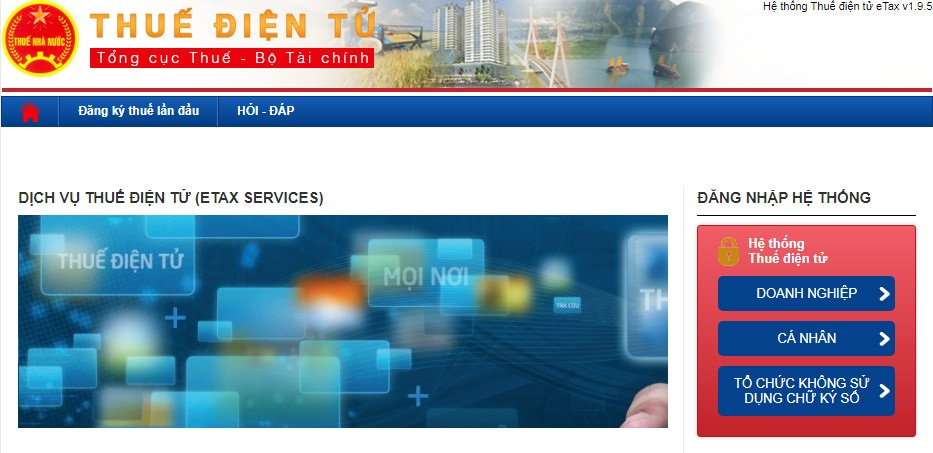 Hệ thống Thuế điện tử eTax v1.9.5
THUẾ ĐIỆN TỬ
THUẾ NHÀ NƯỚC
Tổng cục Thuế - Bộ Tài chính
Đăng ký thuế lần đầu
HỎI - ĐÁP
DỊCH VỤ THUẾ ĐIỆN TỬ (ETAX SERVICES)
ĐĂNG NHẬP HỆ THỐNG
THUẾ ĐIỆN TỬ
MỌI NƠI
TRA CỨU
TH
Hệ thống
Thuế điện tử
DOANH NGHIỆP
CÁ NHÂN
TỔ CHỨC KHÔNG SỬ
DỤNG CHỮ KÝ SỐ